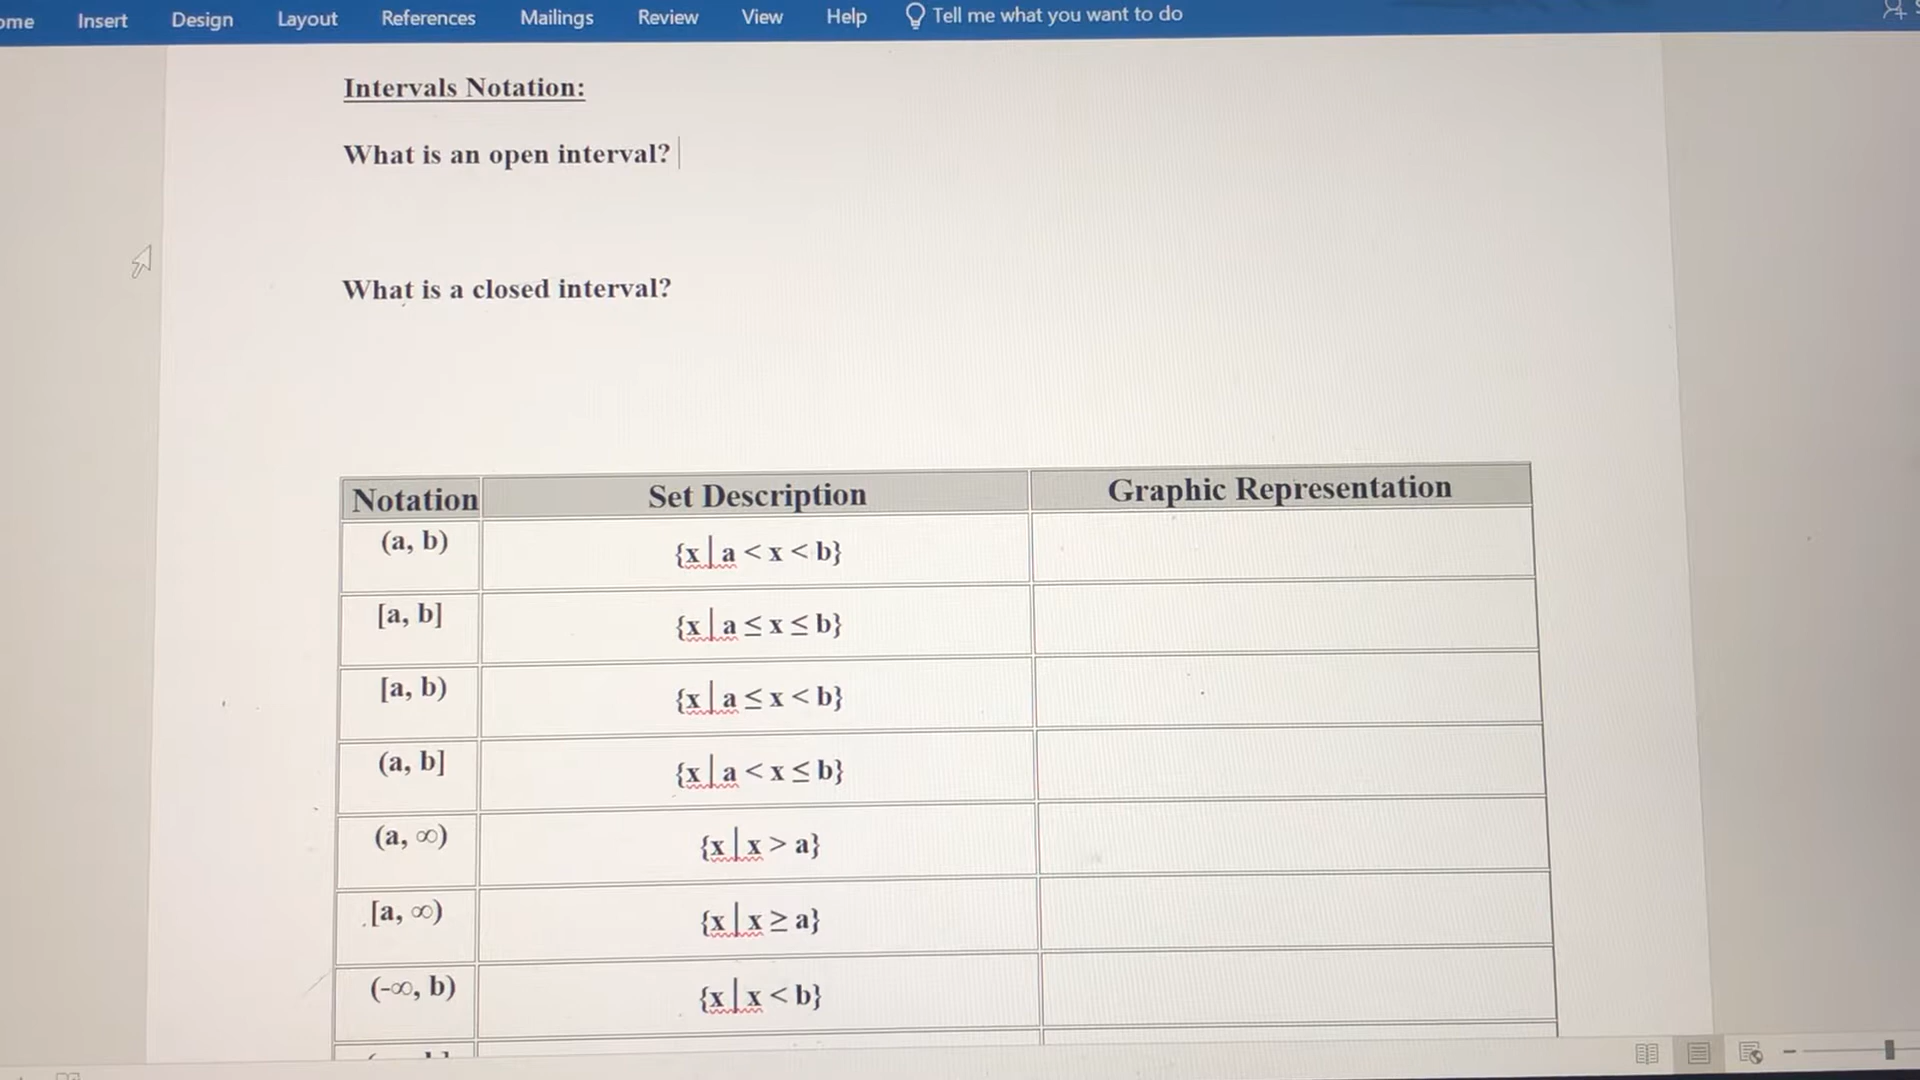 Insert Design Layout References Mailings Review View Help Tell me what you want to do
Intervals Notation:
What is an open interval?
What is a closed interval?
Notation Set Description Graphic Representation
(a, b) {x | a < x < b}
[a, b] {x | a ≤ x ≤ b}
[a, b) {x | a ≤ x < b}
(a, b] {x | a < x ≤ b}
(a, ∞) {x | x > a}
[a, ∞) {x | x ≥ a}
(-∞, b) {x | x < b}